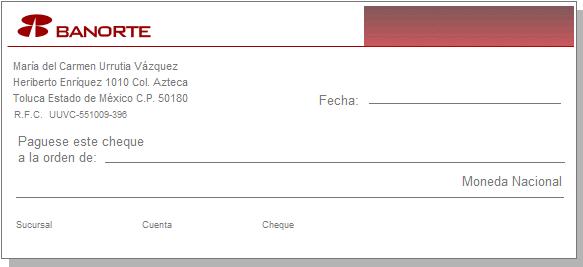 BANORTE
María del Carmen Urrutia Vázquez
Heriberto Enríquez 1010 Col. Azteca
Toluca Estado de México C.P. 50180
R.F.C. UUVC-551009-396
Fecha:
Paguese este cheque
a la orden de:
Moneda Nacional
Sucursal Cuenta Cheque